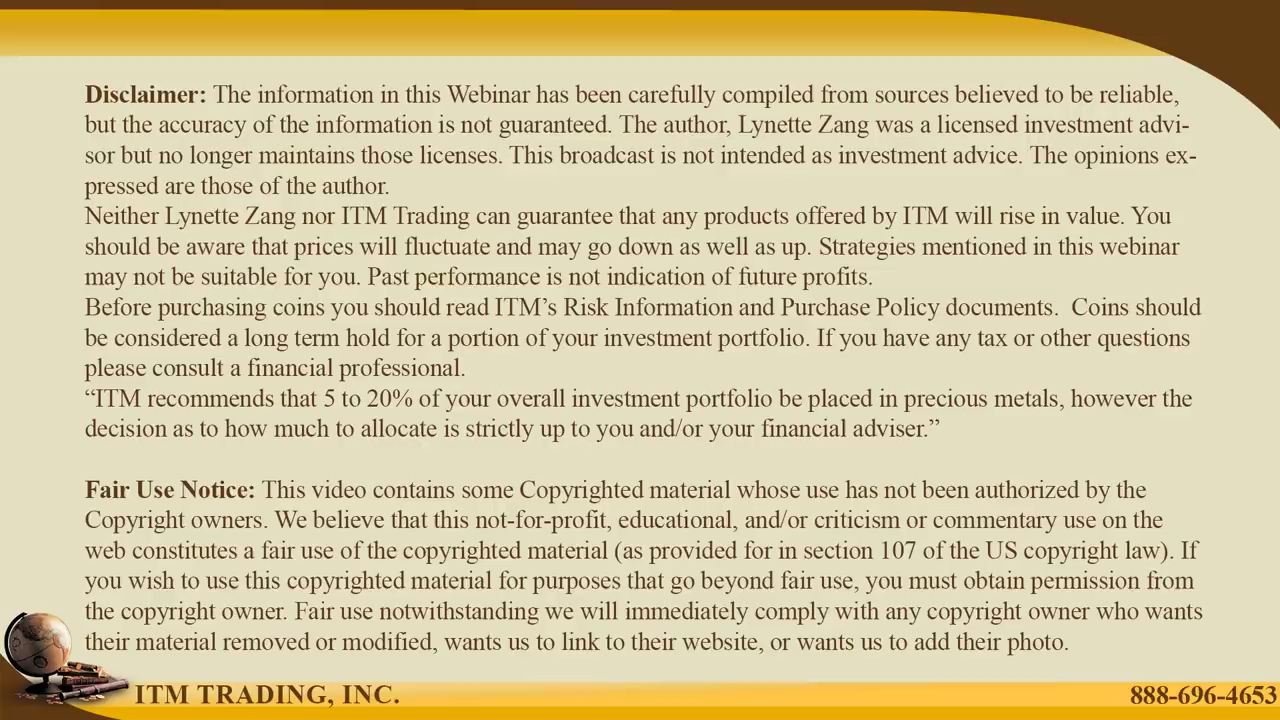 Disclaimer: The information in this Webinar has been carefully compiled from sources believed to be reliable,
but the accuracy of the information is not guaranteed. The author, Lynette Zang was a licensed investment advi-
sor but no longer maintains those licenses. This broadcast is not intended as investment advice. The opinions ex-
pressed are those of the author.
Neither Lynette Zang nor ITM Trading can guarantee that any products offered by ITM will rise in value. You
should be aware that prices will fluctuate and may go down as well as up. Strategies mentioned in this webinar
may not be suitable for you. Past performance is not indication of future profits.
Before purchasing coins you should read ITM’s Risk Information and Purchase Policy documents.  Coins should
be considered a long term hold for a portion of your investment portfolio. If you have any tax or other questions
please consult a financial professional.
“ITM recommends that 5 to 20% of your overall investment portfolio be placed in precious metals, however the
decision as to how much to allocate is strictly up to you and/or your financial adviser.”
Fair Use Notice: This video contains some Copyrighted material whose use has not been authorized by the
Copyright owners. We believe that this not-for-profit, educational, and/or criticism or commentary use on the
web constitutes a fair use of the copyrighted material (as provided for in section 107 of the US copyright law). If
you wish to use this copyrighted material for purposes that go beyond fair use, you must obtain permission from
the copyright owner. Fair use notwithstanding we will immediately comply with any copyright owner who wants
their material removed or modified, wants us to link to their website, or wants us to add their photo.
ITM TRADING, INC.
888-696-4653